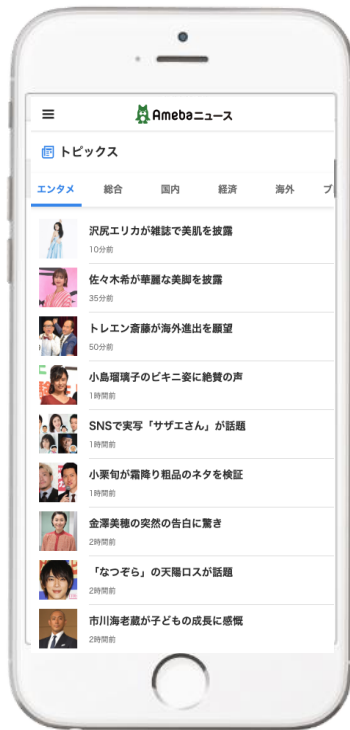 Amebaニュース
トピックス
エンタメ 総合 国内 経済 海外 ブ
沢尻エリカが雑誌で美肌を披露
10分前
佐々木希が華麗な美脚を披露
35分前
トレエン斎藤が海外進出を願望
50分前
小島瑠璃子のビキニ姿に絶賛の声
1時間前
SNSで実写「サザエさん」が話題
1時間前
小栗旬が霜降り粗品のネタを検証
1時間前
金澤美穂の突然の告白に驚き
2時間前
「なつぞら」の天陽ロスが話題
2時間前
市川海老蔵が子どもの成長に感慨
2時間前